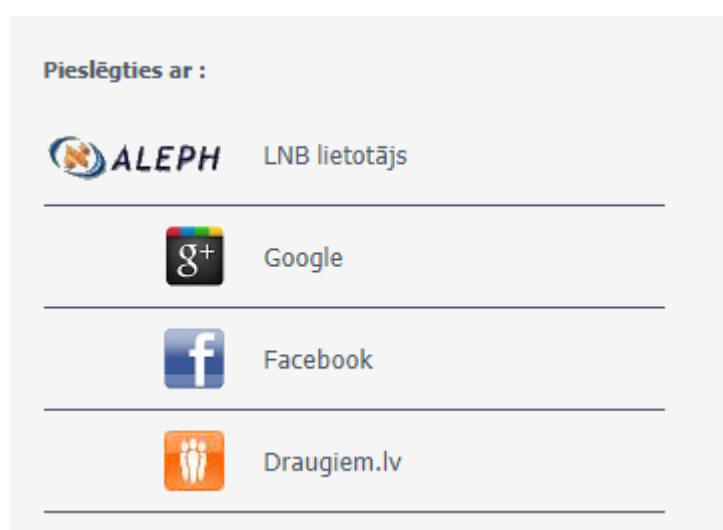 Pieslēgties ar :
ALEPH LNB lietotājs
g+ Google
f Facebook
Draugiem.lv